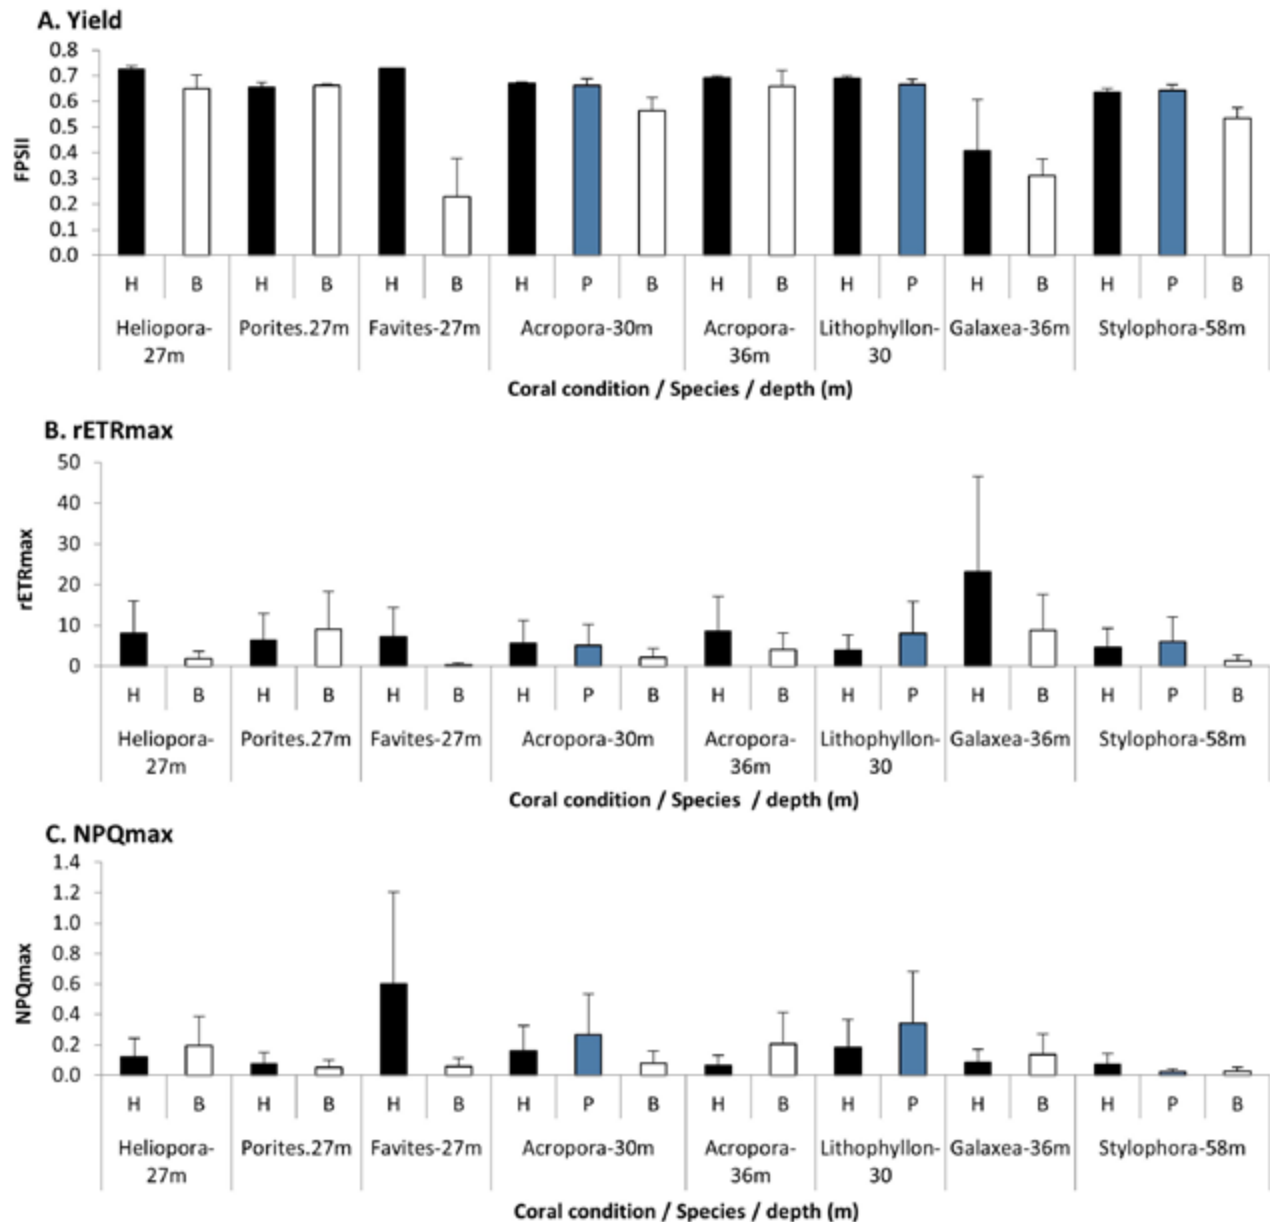 A. Yield
0.8
0.7
0.6
0.5
0.4
0.3
0.2
0.1
0.0
FPSII
H B H B H B H P B H B H P H B H P B
Heliopora- Porites.27m Favites-27m Acropora-30m Acropora- Lithophyllon- Galaxea-36m Stylophora-58m
27m 36m 30
Coral condition / Species / depth (m)
B. rETRmax
50
40
30
20
10
0
rETRmax
H B H B H B H P B H B H P H B H P B
Heliopora- Porites.27m Favites-27m Acropora-30m Acropora- Lithophyllon- Galaxea-36m Stylophora-58m
27m 36m 30
Coral condition / Species / depth (m)
C. NPQmax
1.4
1.2
1.0
0.8
0.6
0.4
0.2
0.0
NPQmax
H B H B H B H P B H B H P H B H P B
Heliopora- Porites.27m Favites-27m Acropora-30m Acropora- Lithophyllon- Galaxea-36m Stylophora-58m
27m 36m 30
Coral condition / Species / depth (m)